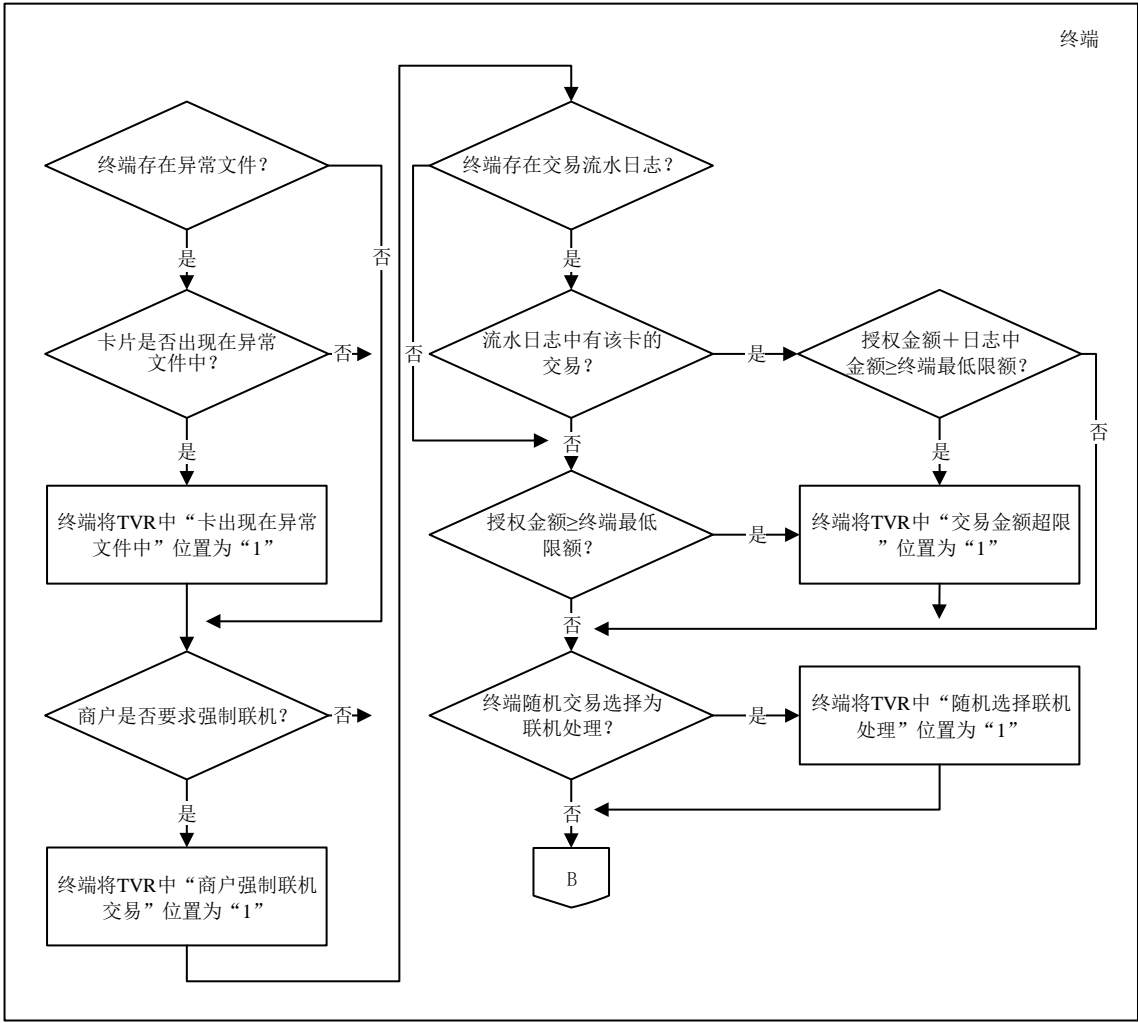 终端
终端存在异常文件?
否
是
卡片是否出现在异常
文件中?
否
是
终端将TVR中“卡出现在异常
文件中”位置为“1”
商户是否要求强制联机?
否
是
终端将TVR中“商户强制联机
交易”位置为“1”
终端存在交易流水日志?
否
是
流水日志中有该卡的
交易?
是
否
授权金额+日志中
金额≥终端最低限额?
否
是
授权金额≥终端最低
限额?
是
否
终端将TVR中“交易金额超限
”位置为“1”
终端随机交易选择为
联机处理?
是
否
终端将TVR中“随机选择联机
处理”位置为“1”
B